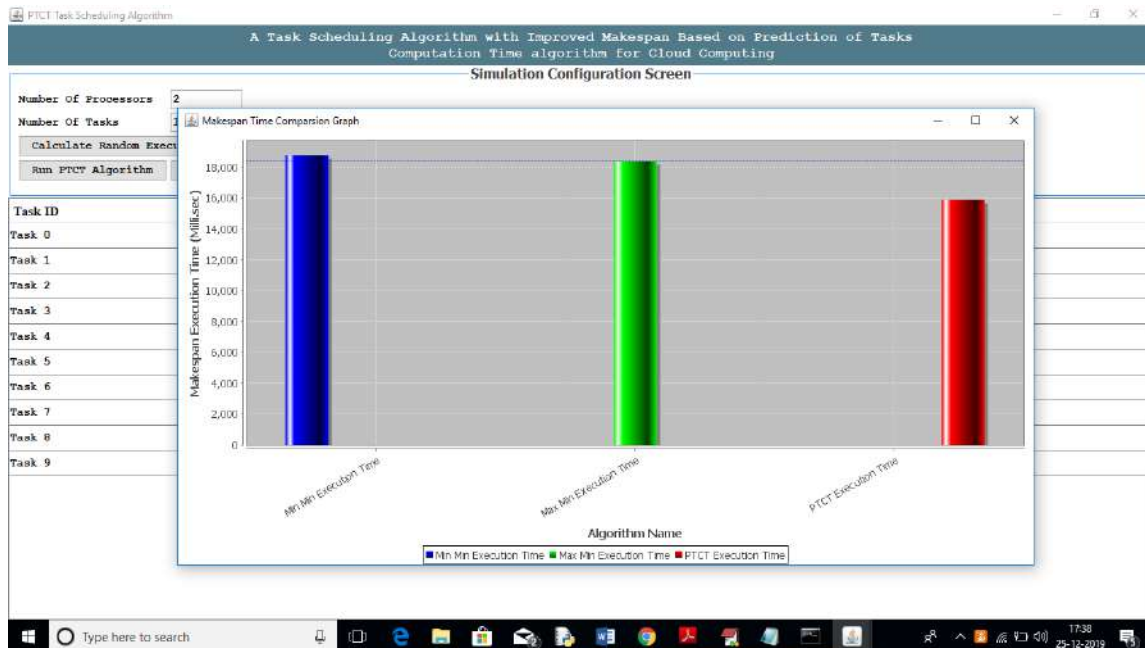 PTCT Task Scheduling Algorithm
A Task Scheduling Algorithm with Improved Makespan Based on Prediction of Tasks
Computation Time algorithm for Cloud Computing
Simulation Configuration Screen
Number Of Processors 2
Number Of Tasks 1
Calculate Random Execu
Run PTCT Algorithm
Task ID
Task 0
Task 1
Task 2
Task 3
Task 4
Task 5
Task 6
Task 7
Task 8
Task 9
Makespan Time Comparsion Graph
Makespan Execution Time (Milli.sec)
18,000
16,000
14,000
12,000
10,000
8,000
6,000
4,000
2,000
0
Min Min Execution Time
Max Min Execution Time
PTCT Execution Time
Algorithm Name
Min Min Execution Time Max Min Execution Time PTCT Execution Time
Type here to search
17:38
25-12-2019